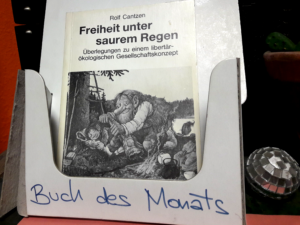 Rolf Cantzen
Freiheit unter
saurem Regen
Überlegungen zu einem libertär-
ökologischen Gesellschaftskonzept
Buch des Monats